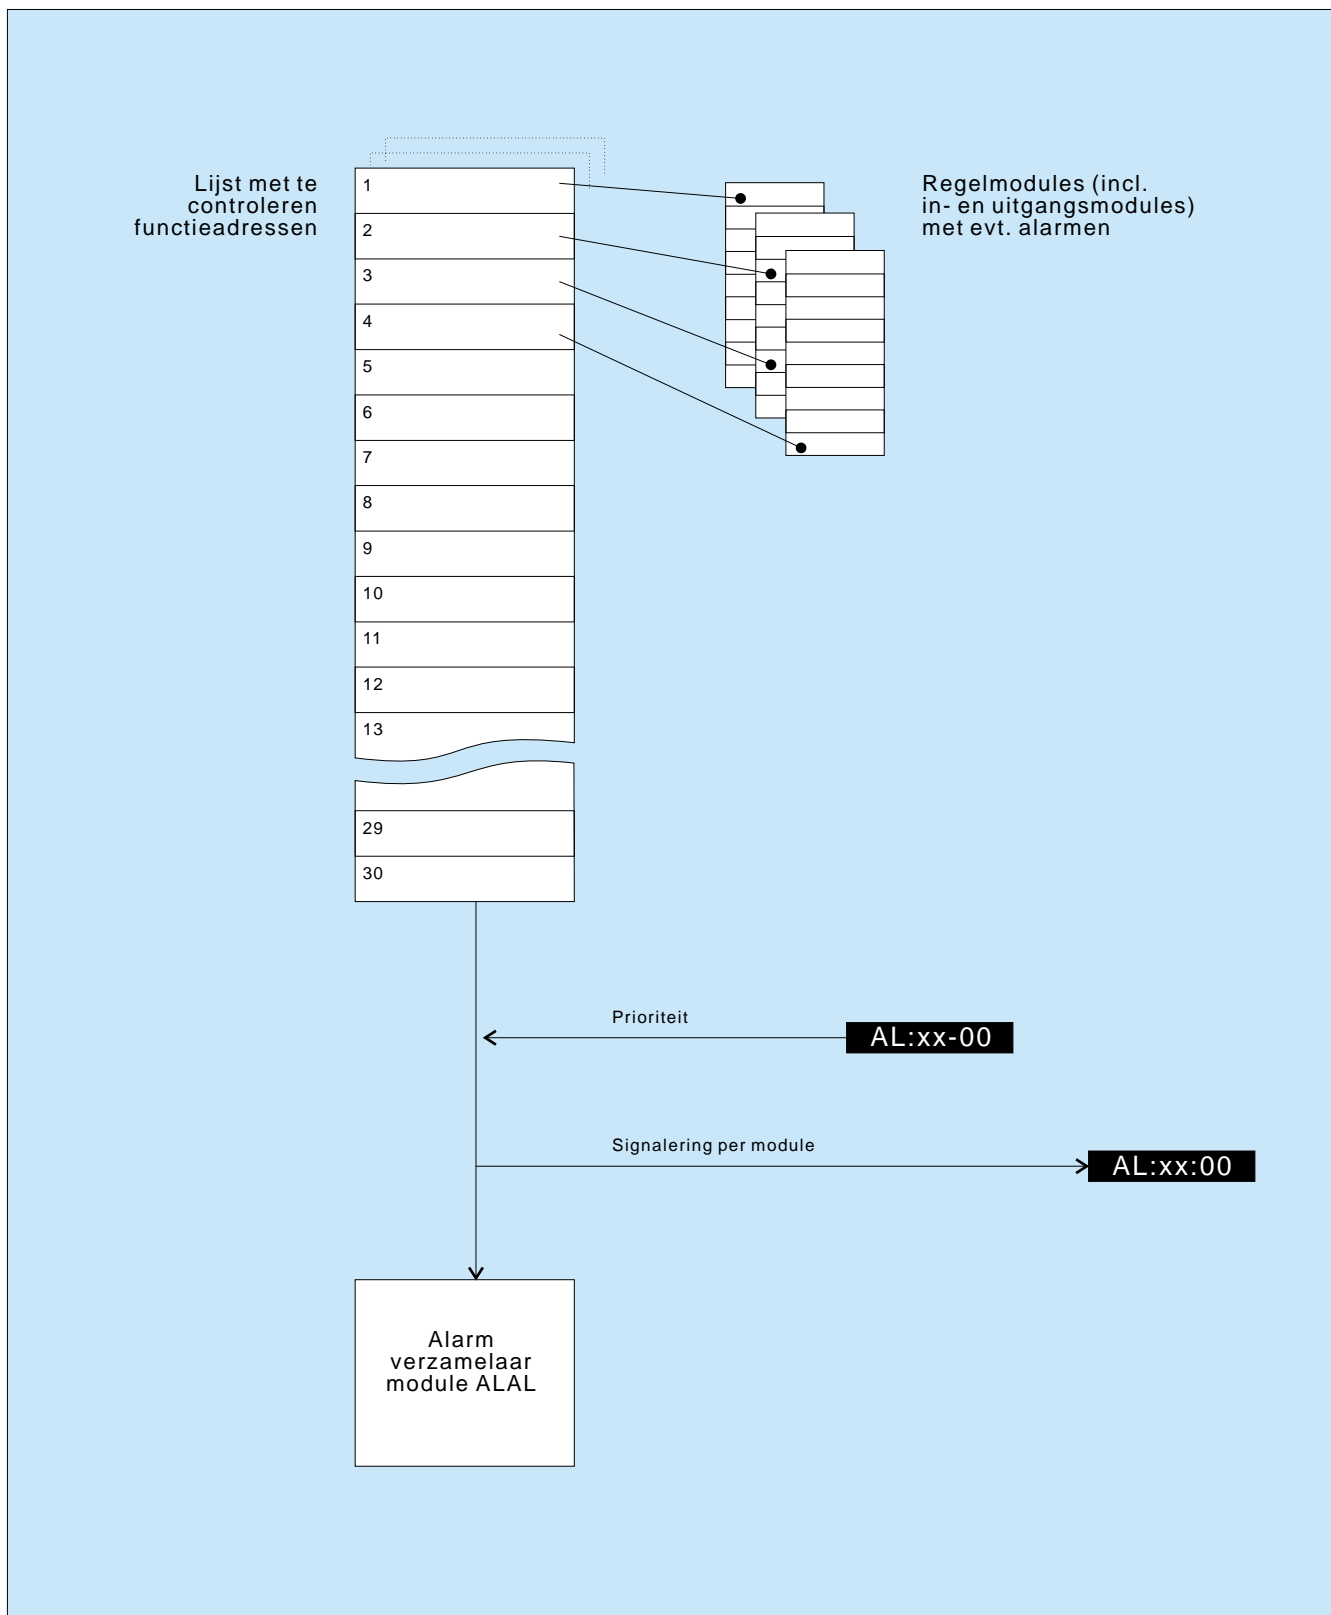 Lijst met te
controleren
functieadressen
Regelmodules (incl.
in- en uitgangsmodules)
met evt. alarmen
1
2
3
4
5
6
7
8
9
10
11
12
13
29
30
Prioriteit
AL:xx-00
Signalering per module
AL:xx:00
Alarm
verzamelaar
module ALAL